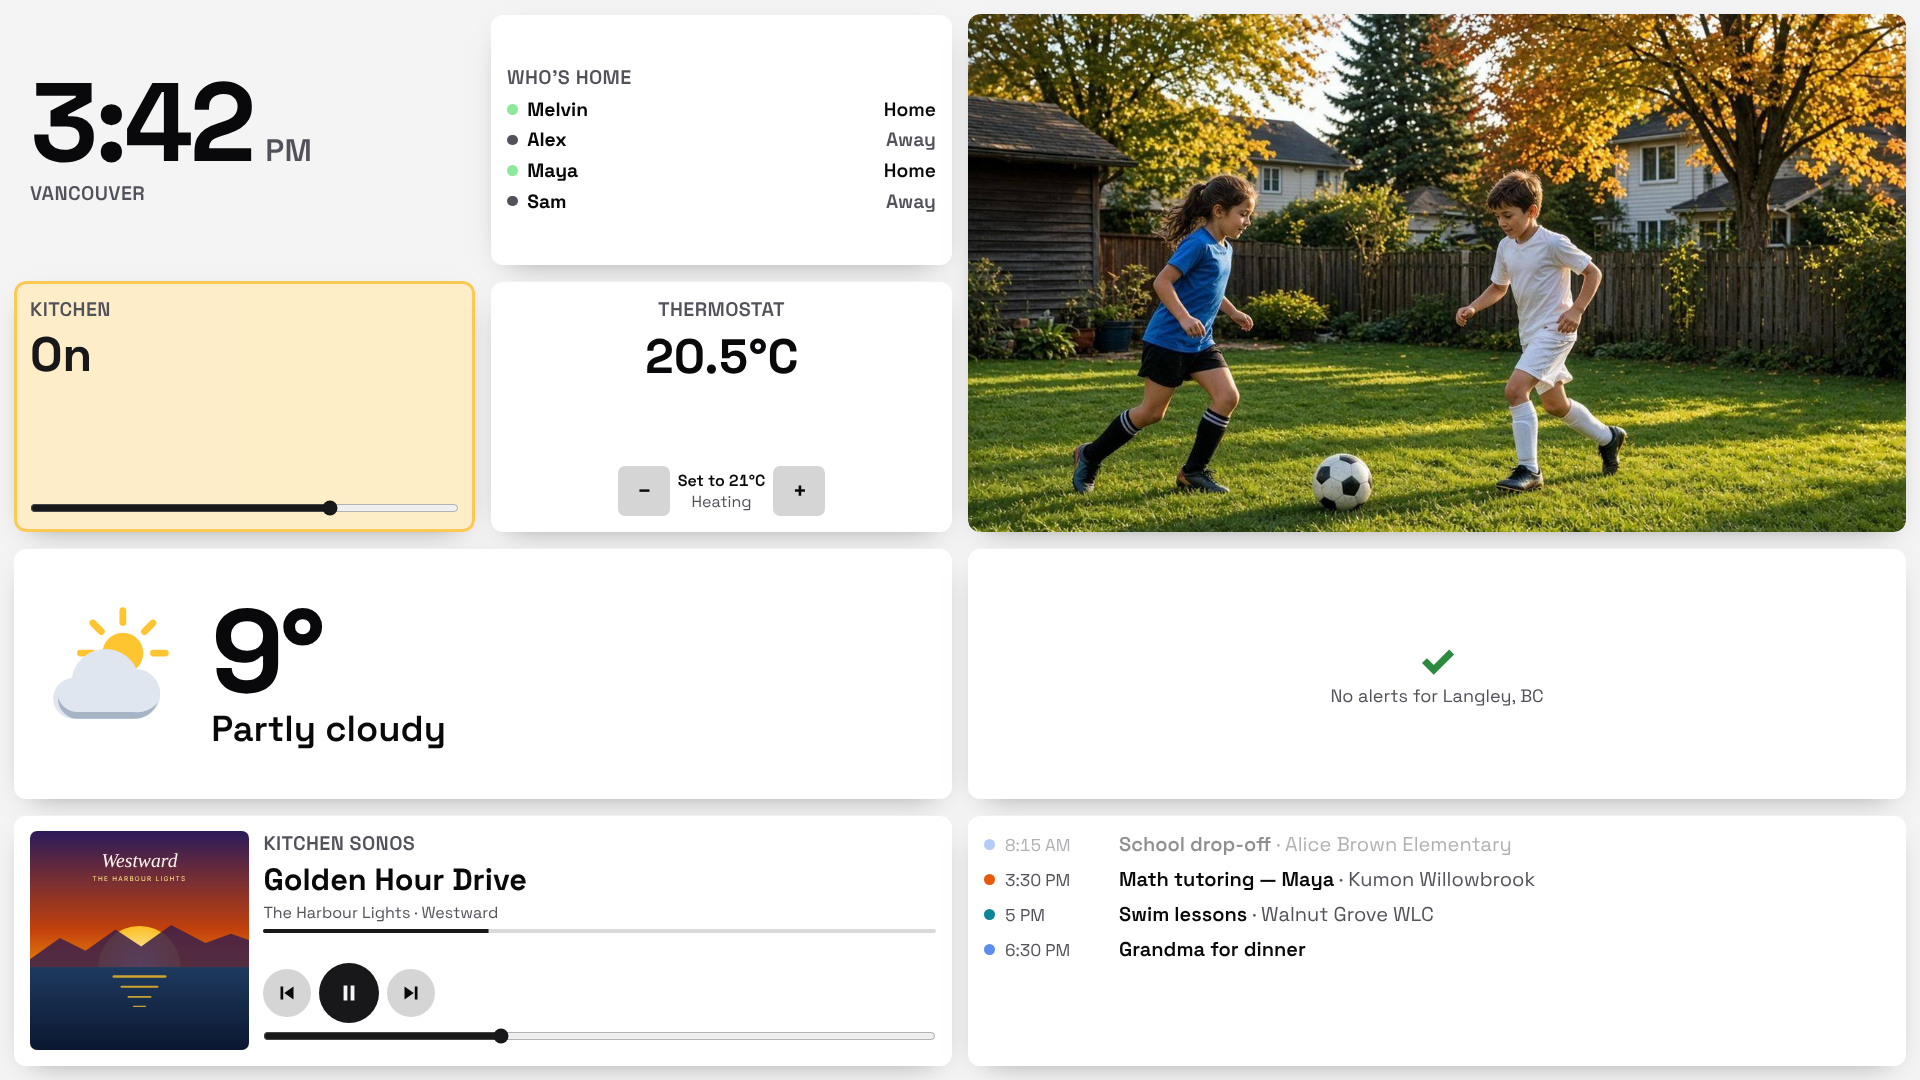 3:42 PM
VANCOUVER
WHO'S HOME
Melvin Home
Alex Away
Maya Home
Sam Away
KITCHEN
On
THERMOSTAT
20.5°C
− Set to 21°C +
Heating
9°
Partly cloudy
No alerts for Langley, BC
Westward
THE HARBOUR LIGHTS
KITCHEN SONOS
Golden Hour Drive
The Harbour Lights · Westward
8:15 AM School drop-off · Alice Brown Elementary
3:30 PM Math tutoring — Maya · Kumon Willowbrook
5 PM Swim lessons · Walnut Grove WLC
6:30 PM Grandma for dinner